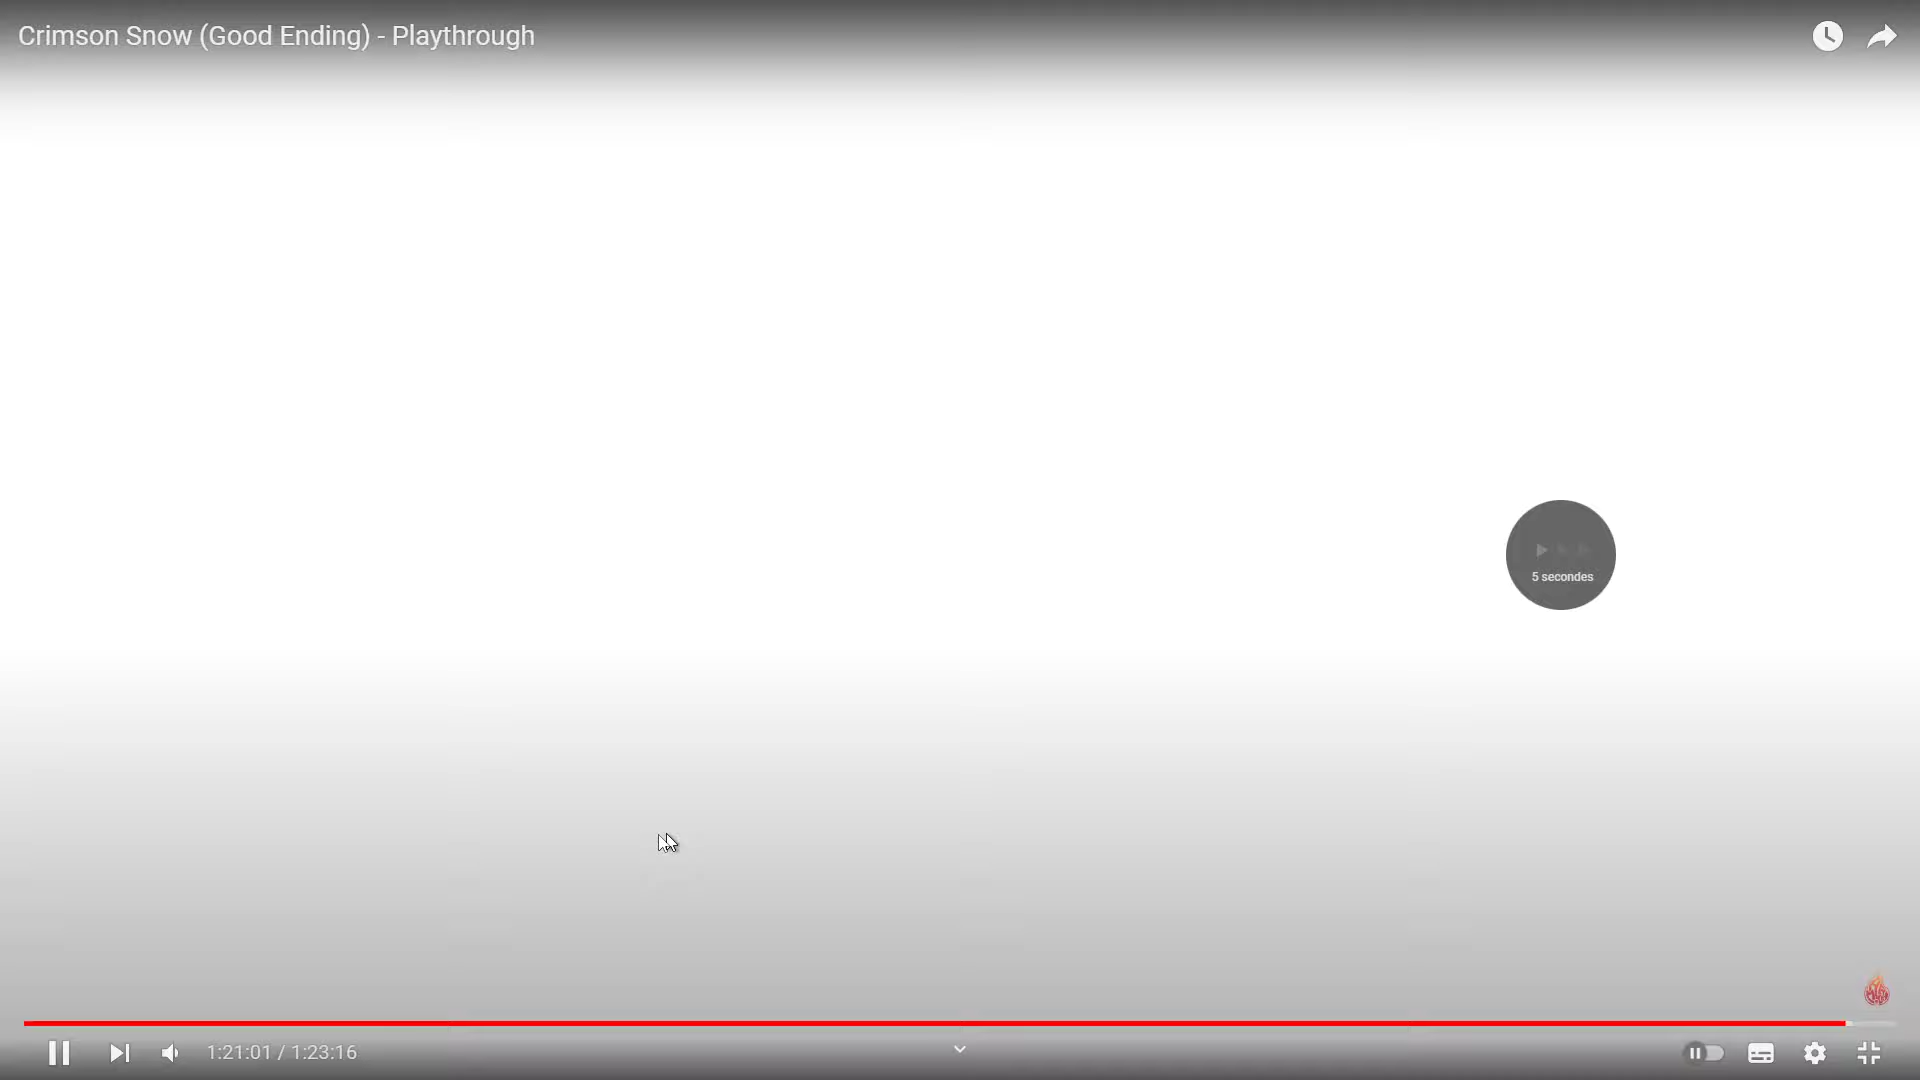 Crimson Snow (Good Ending) - Playthrough
5 secondes
1:21:01 / 1:23:16